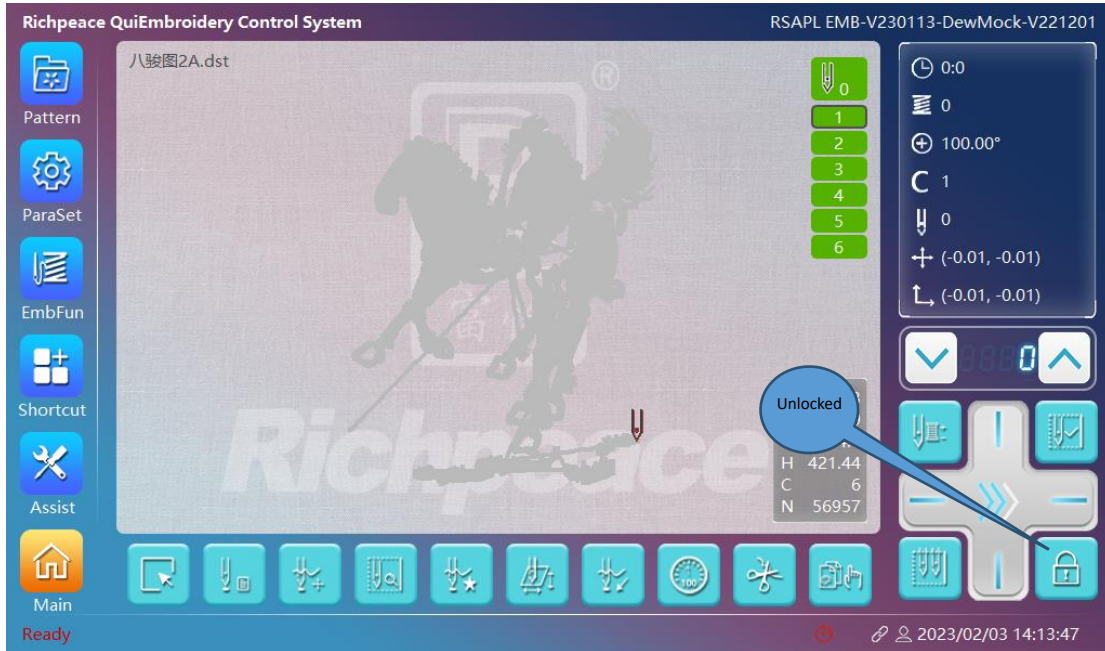 Richpeace QuiEmbroidery Control System
RSAPL EMB-V230113-DewMock-V221201
Pattern
ParaSet
EmbFun
Shortcut
Assist
Main
八骏图2A.dst
®
Richpeace
0
1
2
3
4
5
6
H 421.44
C 6
N 56957
Unlocked
0:0
0
100.00°
C 1
0
(-0.01, -0.01)
(-0.01, -0.01)
0
100
Ready
2023/02/03 14:13:47